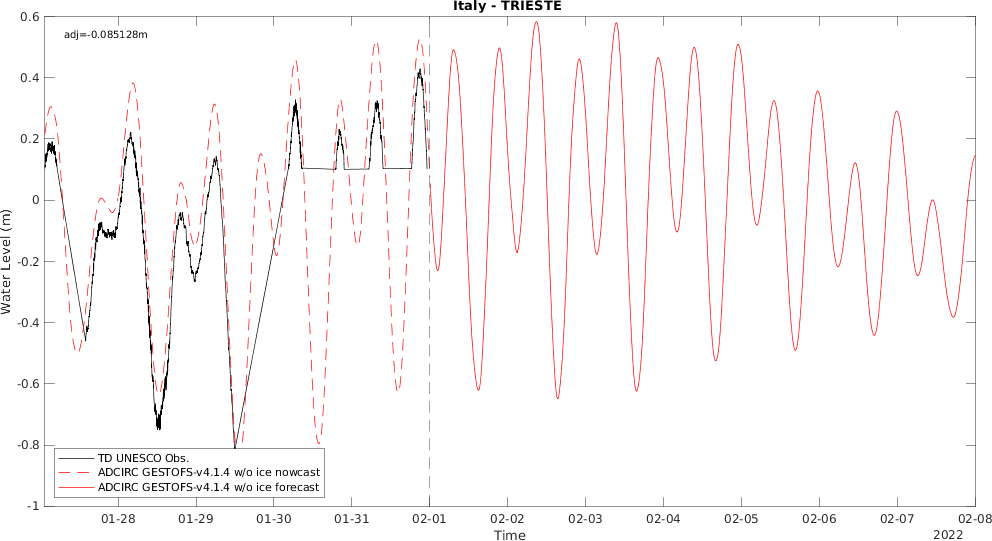 Italy - TRIESTE
adj=-0.085128m
0.6
0.4
0.2
0
-0.2
-0.4
-0.6
-0.8
-1
Water Level (m)
TD UNESCO Obs.
ADCIRC GESTOFS-v4.1.4 w/o ice nowcast
ADCIRC GESTOFS-v4.1.4 w/o ice forecast
01-28 01-29 01-30 01-31 02-01 02-02 02-03 02-04 02-05 02-06 02-07 02-08
Time
2022